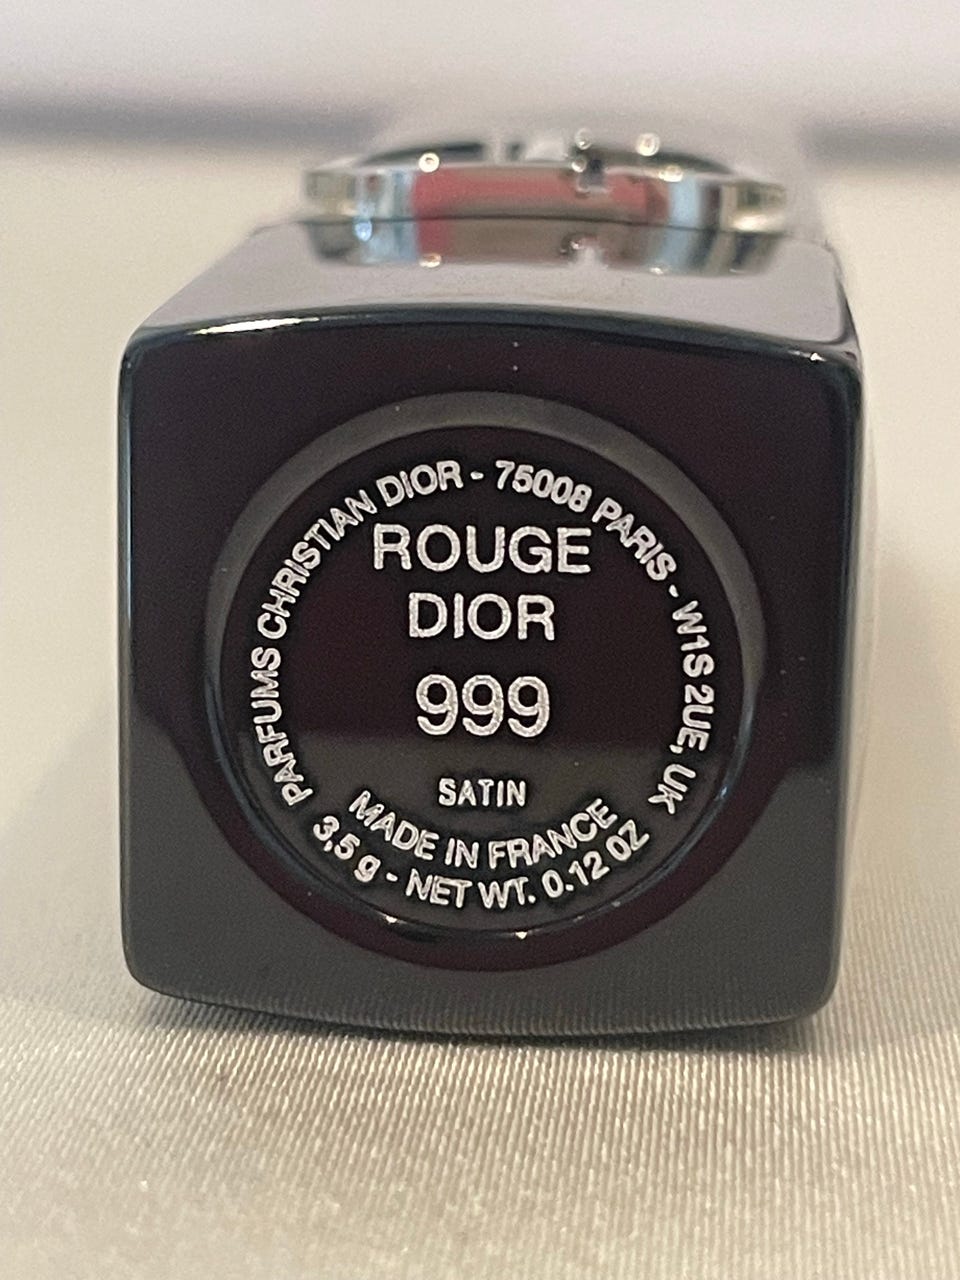 PARFUMS CHRISTIAN DIOR - 75008 PARIS - W1S 2UE, UK
ROUGE
DIOR
999
SATIN
MADE IN FRANCE
3,5 g - NET WT. 0.12 OZ